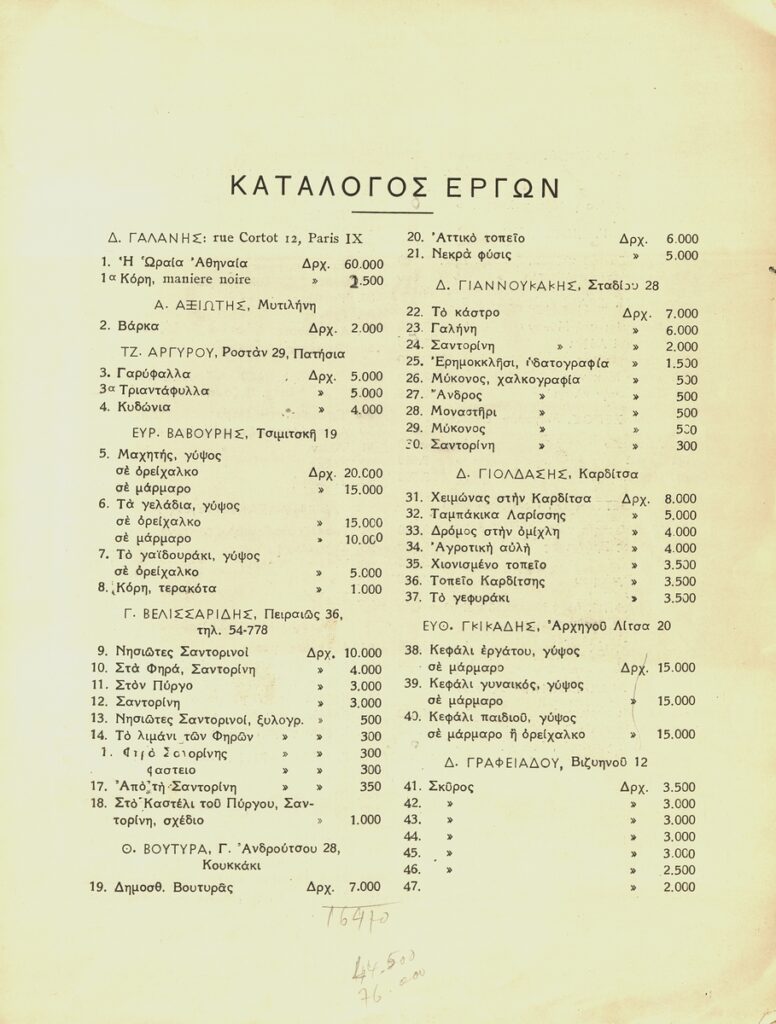 ΚΑΤΑΛΟΓΟΣ ΕΡΓΩΝ
Δ. ΓΑΛΑΝΗΣ: rue Cortot 12, Paris IX
1. Ἡ Ὡραία Ἀθηναία Δρχ. 60.000
1α Κόρη, maniere noire » 2.500
Α. ΑΞΙΩΤΗΣ, Μυτιλήνη
2. Βάρκα Δρχ. 2.000
ΤΖ. ΑΡΓΥΡΟΥ, Ροστὰν 29, Πατήσια
3. Γαρύφαλλα Δρχ. 5.000
3α Τριαντάφυλλα » 5.000
4. Κυδώνια » 4.000
ΕΥΡ. ΒΑΒΟΥΡΗΣ, Τσιμιτσκῆ 19
5. Μαχητής, γύψος
σὲ ὀρείχαλκο Δρχ. 20.000
σὲ μάρμαρο » 15.000
6. Τὰ γελάδια, γύψος
σὲ ὀρείχαλκο » 15.000
σὲ μάρμαρο » 10.000
7. Τὸ γαϊδουράκι, γύψος
σὲ ὀρείχαλκο » 5.000
8. Κόρη, τερακότα » 1.000
Γ. ΒΕΛΙΣΣΑΡΙΔΗΣ, Πειραιῶς 36,
τηλ. 54-778
9. Νησιῶτες Σαντορινοί Δρχ. 10.000
10. Στὰ Φηρά, Σαντορίνη » 4.000
11. Στὸν Πύργο » 3.000
12. Σαντορίνη » 3.000
13. Νησιῶτες Σαντορινοί, ξυλογρ. » 500
14. Τὸ λιμάνι τῶν Φηρῶν » » 300
» » 300
» » 300
17. Ἀπὸ τὴ Σαντορίνη » » 350
18. Στὸ Καστέλι τοῦ Πύργου, Σαν-
τορίνη, σχέδιο » 1.000
Θ. ΒΟΥΤΥΡΑ, Γ. Ἀνδρούτσου 28,
Κουκκάκι
19. Δημοσθ. Βουτυρᾶς Δρχ. 7.000
16470
44.500
76.000
20. Ἀττικὸ τοπεῖο Δρχ. 6.000
21. Νεκρὰ φύσις » 5.000
Δ. ΓΙΑΝΝΟΥΚΑΚΗΣ, Σταδίου 28
22. Τὸ κάστρο Δρχ. 7.000
23. Γαλήνη » 6.000
24. Σαντορίνη » » 2.000
25. Ἐρημοκκλῆσι, ὑδατογραφία » 1.500
26. Μύκονος, χαλκογραφία » 500
27. Ἄνδρος » » 500
28. Μοναστῆρι » » 500
29. Μύκονος » » 500
30. Σαντορίνη » » 300
Δ. ΓΙΟΛΔΑΣΗΣ, Καρδίτσα
31. Χειμώνας στὴν Καρδίτσα Δρχ. 8.000
32. Ταμπάκικα Λαρίσσης » 5.000
33. Δρόμος στὴν ὀμίχλη » 4.000
34. Ἀγροτικὴ αὐλὴ » 4.000
35. Χιονισμένο τοπεῖο » 3.500
36. Τοπεῖο Καρδίτσης » 3.500
37. Τὸ γεφυράκι » 3.500
ΕΥΘ. ΓΚΙΚΑΔΗΣ, Ἀρχηγοῦ Λίτσα 20
38. Κεφάλι ἐργάτου, γύψος
σὲ μάρμαρο Δρχ. 15.000
39. Κεφάλι γυναικός, γύψος
σὲ μάρμαρο » 15.000
40. Κεφάλι παιδιοῦ, γύψος
σὲ μάρμαρο ἢ ὀρείχαλκο » 15.000
Δ. ΓΡΑΦΕΙΑΔΟΥ, Βιζυηνοῦ 12
41. Σκῦρος Δρχ. 3.500
42. » » 3.000
43. » » 3.000
44. » » 3.000
45. » » 3.000
46. » » 2.500
47. » 2.000